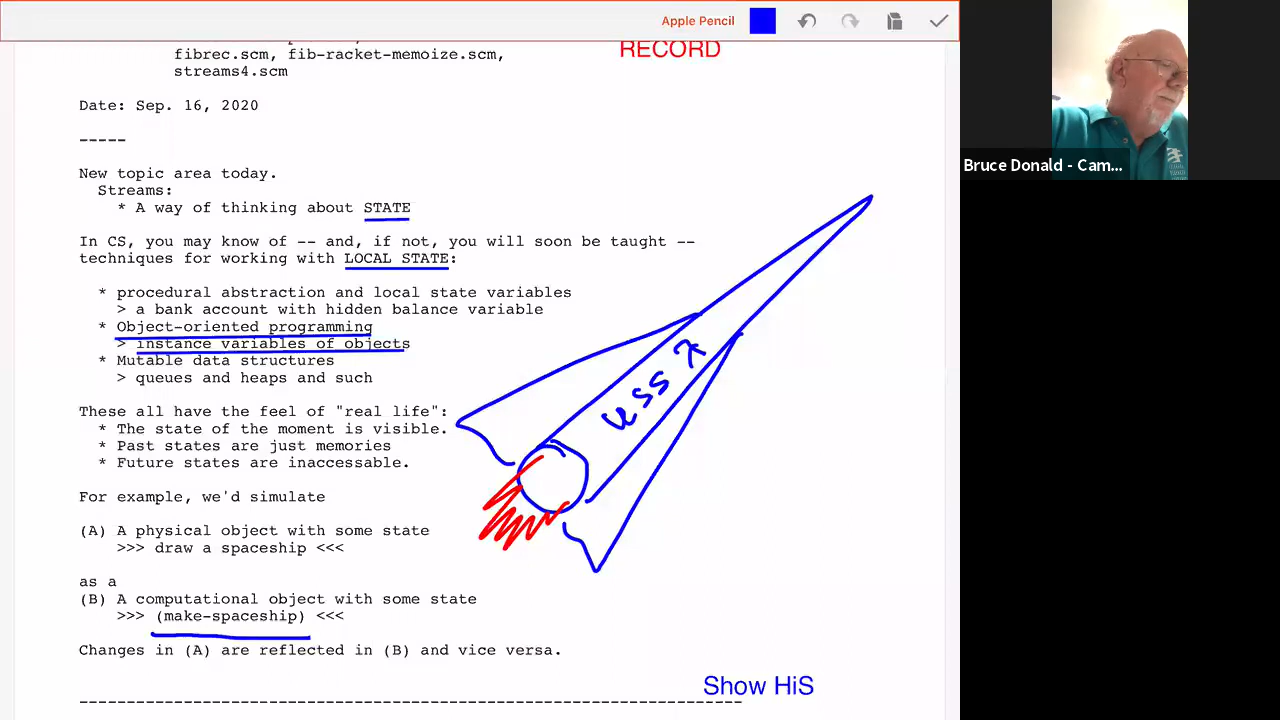 Apple Pencil
fibrec.scm, fib-racket-memoize.scm,
streams4.scm
RECORD
Date: Sep. 16, 2020
-----
New topic area today.
Streams:
* A way of thinking about STATE
In CS, you may know of -- and, if not, you will soon be taught --
techniques for working with LOCAL STATE:
* procedural abstraction and local state variables
> a bank account with hidden balance variable
* Object-oriented programming
> instance variables of objects
* Mutable data structures
> queues and heaps and such
These all have the feel of "real life":
* The state of the moment is visible.
* Past states are just memories
* Future states are inaccessable.
For example, we'd simulate
(A) A physical object with some state
>>> draw a spaceship <<<
as a
(B) A computational object with some state
>>> (make-spaceship) <<<
Changes in (A) are reflected in (B) and vice versa.
Show HiS
----------------------------------------------------------------------
USS λ
Bruce Donald - Cam...